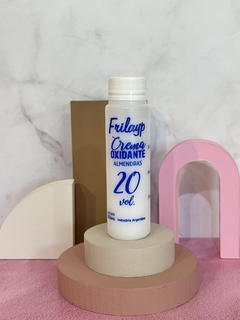 Frilayp
Crema
OXIDANTE
ALMENDRAS
20
vol.
Industria Argentina